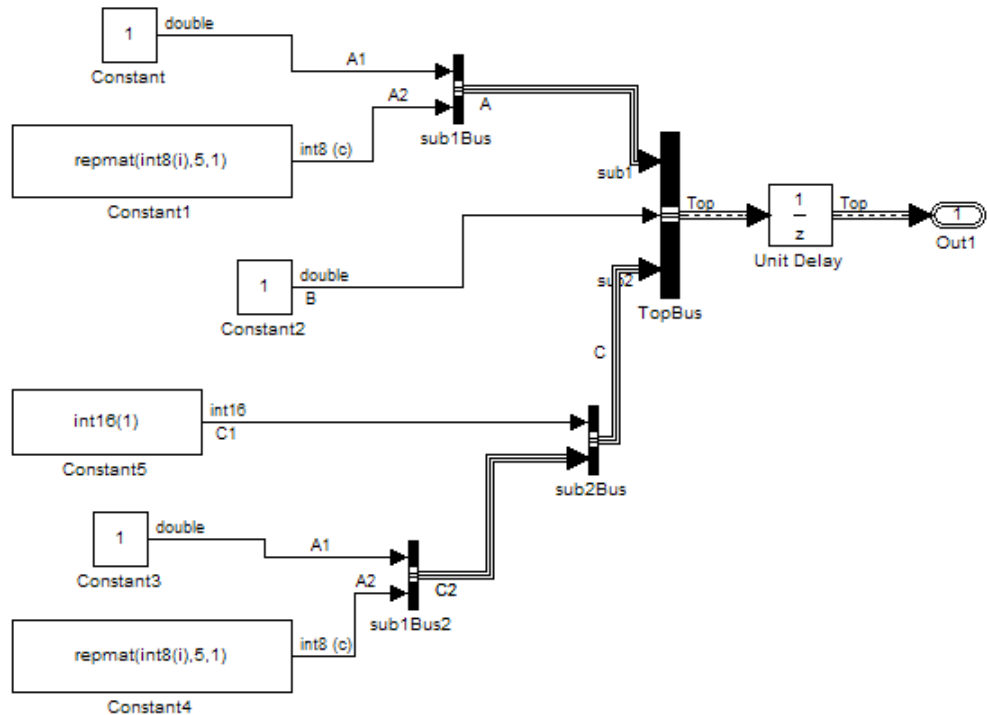 double
1
A1
Constant
A2
A
sub1Bus
repmat(int8(i),5,1)
int8 (c)
Constant1
sub1
Top
1
z
Top
1
Unit Delay
Out1
1
double
B
Constant2
sub2
TopBus
C
int16(1)
int16
C1
Constant5
sub2Bus
1
double
A1
Constant3
A2
C2
sub1Bus2
repmat(int8(i),5,1)
int8 (c)
Constant4